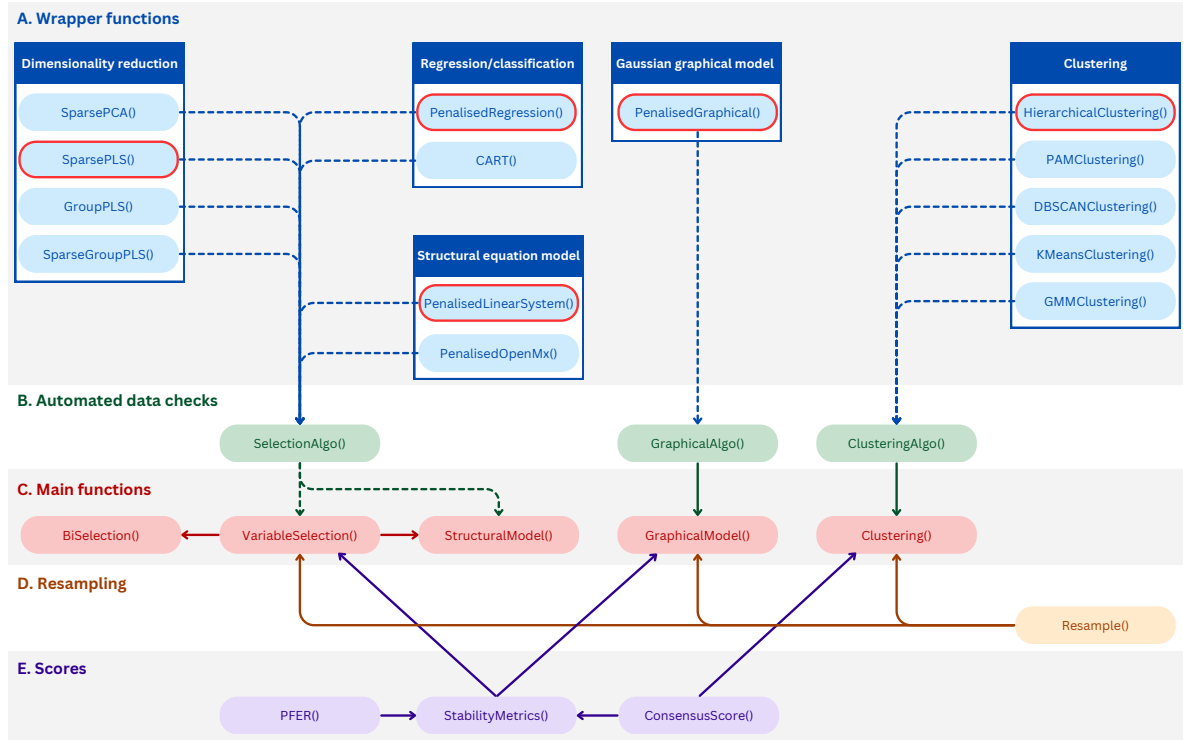 A. Wrapper functions
Dimensionality reduction
SparsePCA()
SparsePLS()
GroupPLS()
SparseGroupPLS()
Regression/classification
PenalisedRegression()
CART()
Structural equation model
PenalisedLinearSystem()
PenalisedOpenMx()
Gaussian graphical model
PenalisedGraphical()
Clustering
HierarchicalClustering()
PAMClustering()
DBSCANClustering()
KMeansClustering()
GMMClustering()
B. Automated data checks
SelectionAlgo()
GraphicalAlgo()
ClusteringAlgo()
C. Main functions
BiSelection()
VariableSelection()
StructuralModel()
GraphicalModel()
Clustering()
D. Resampling
Resample()
E. Scores
PFER()
StabilityMetrics()
ConsensusScore()